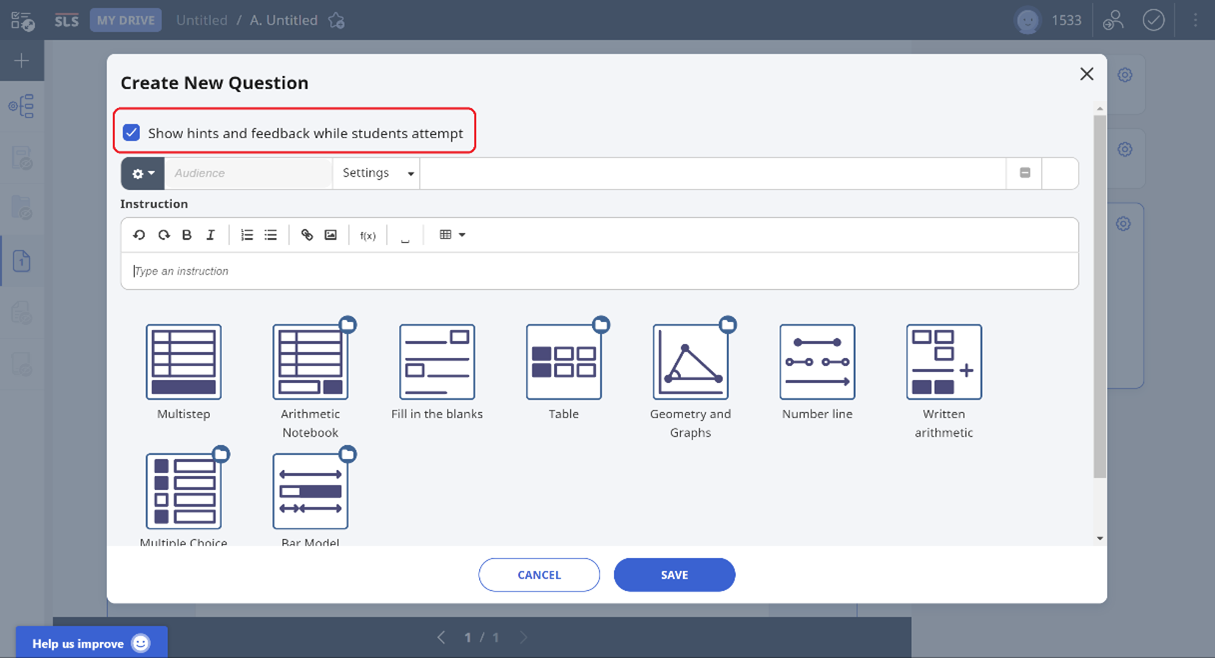 SLS MY DRIVE Untitled / A. Untitled 1533
Create New Question
Show hints and feedback while students attempt
Audience Settings
Instruction
B I f(x)
Type an instruction
Multistep
Arithmetic
Notebook
Fill in the blanks
Table
Geometry and
Graphs
Number line
Written
arithmetic
Multiple Choice
Bar Model
CANCEL SAVE
Help us improve
1 / 1
1